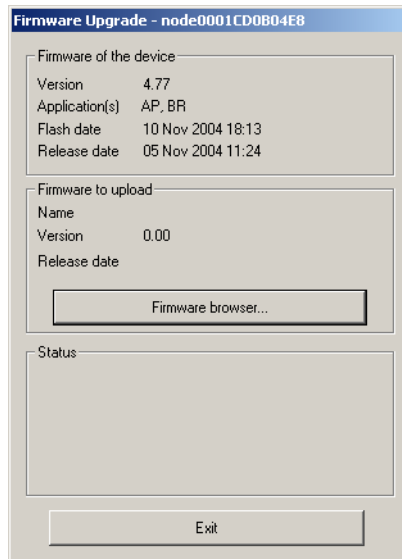 Firmware Upgrade - node0001CD0B04E8
Firmware of the device
Version 4.77
Application(s) AP, BR
Flash date 10 Nov 2004 18:13
Release date 05 Nov 2004 11:24
Firmware to upload
Name
Version 0.00
Release date
Firmware browser...
Status
Exit